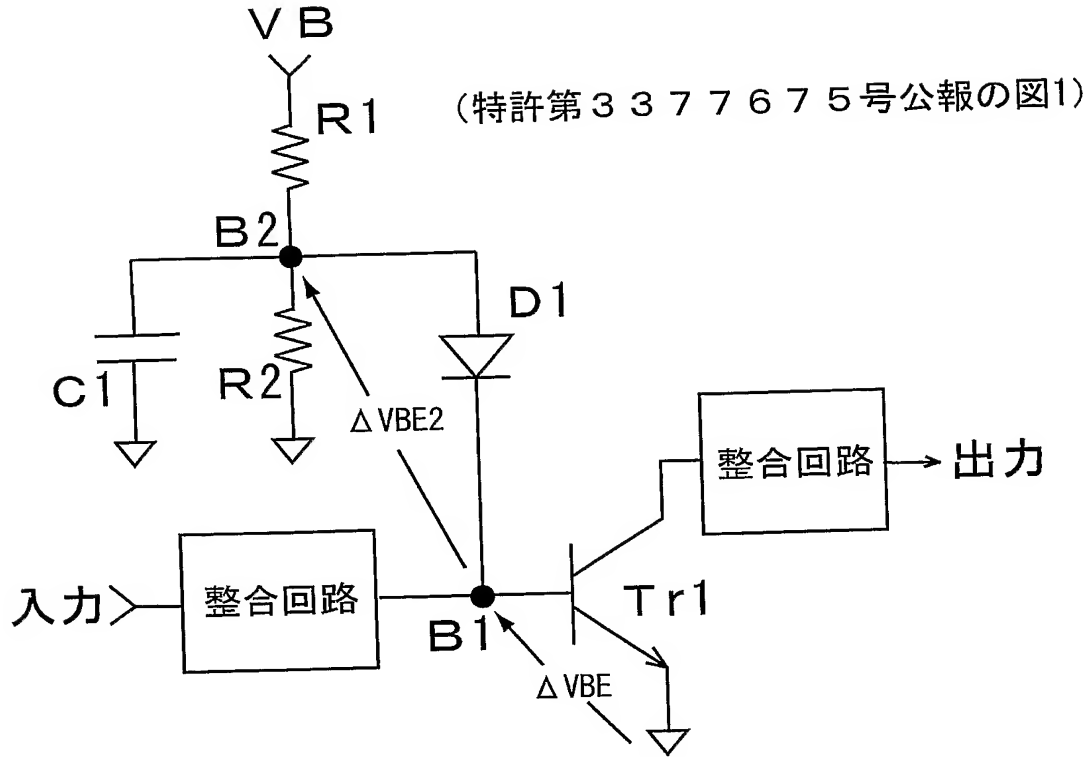 VB
(特許第3377675号公報の図1)
R1
B2
D1
C1
R2
ΔVBE2
整合回路
出力
入力
整合回路
B1
Tr1
ΔVBE